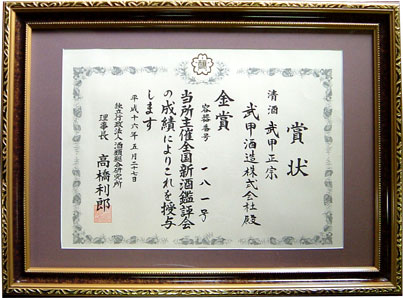 賞状
清酒 武甲正宗
武甲酒造株式会社殿
金賞
容器番号 一八一号
当所主催全国新酒鑑評会
の成績によりこれを授与
します
平成十六年五月二十七日
独立行政法人酒類総合研究所
理事長 高橋利郎